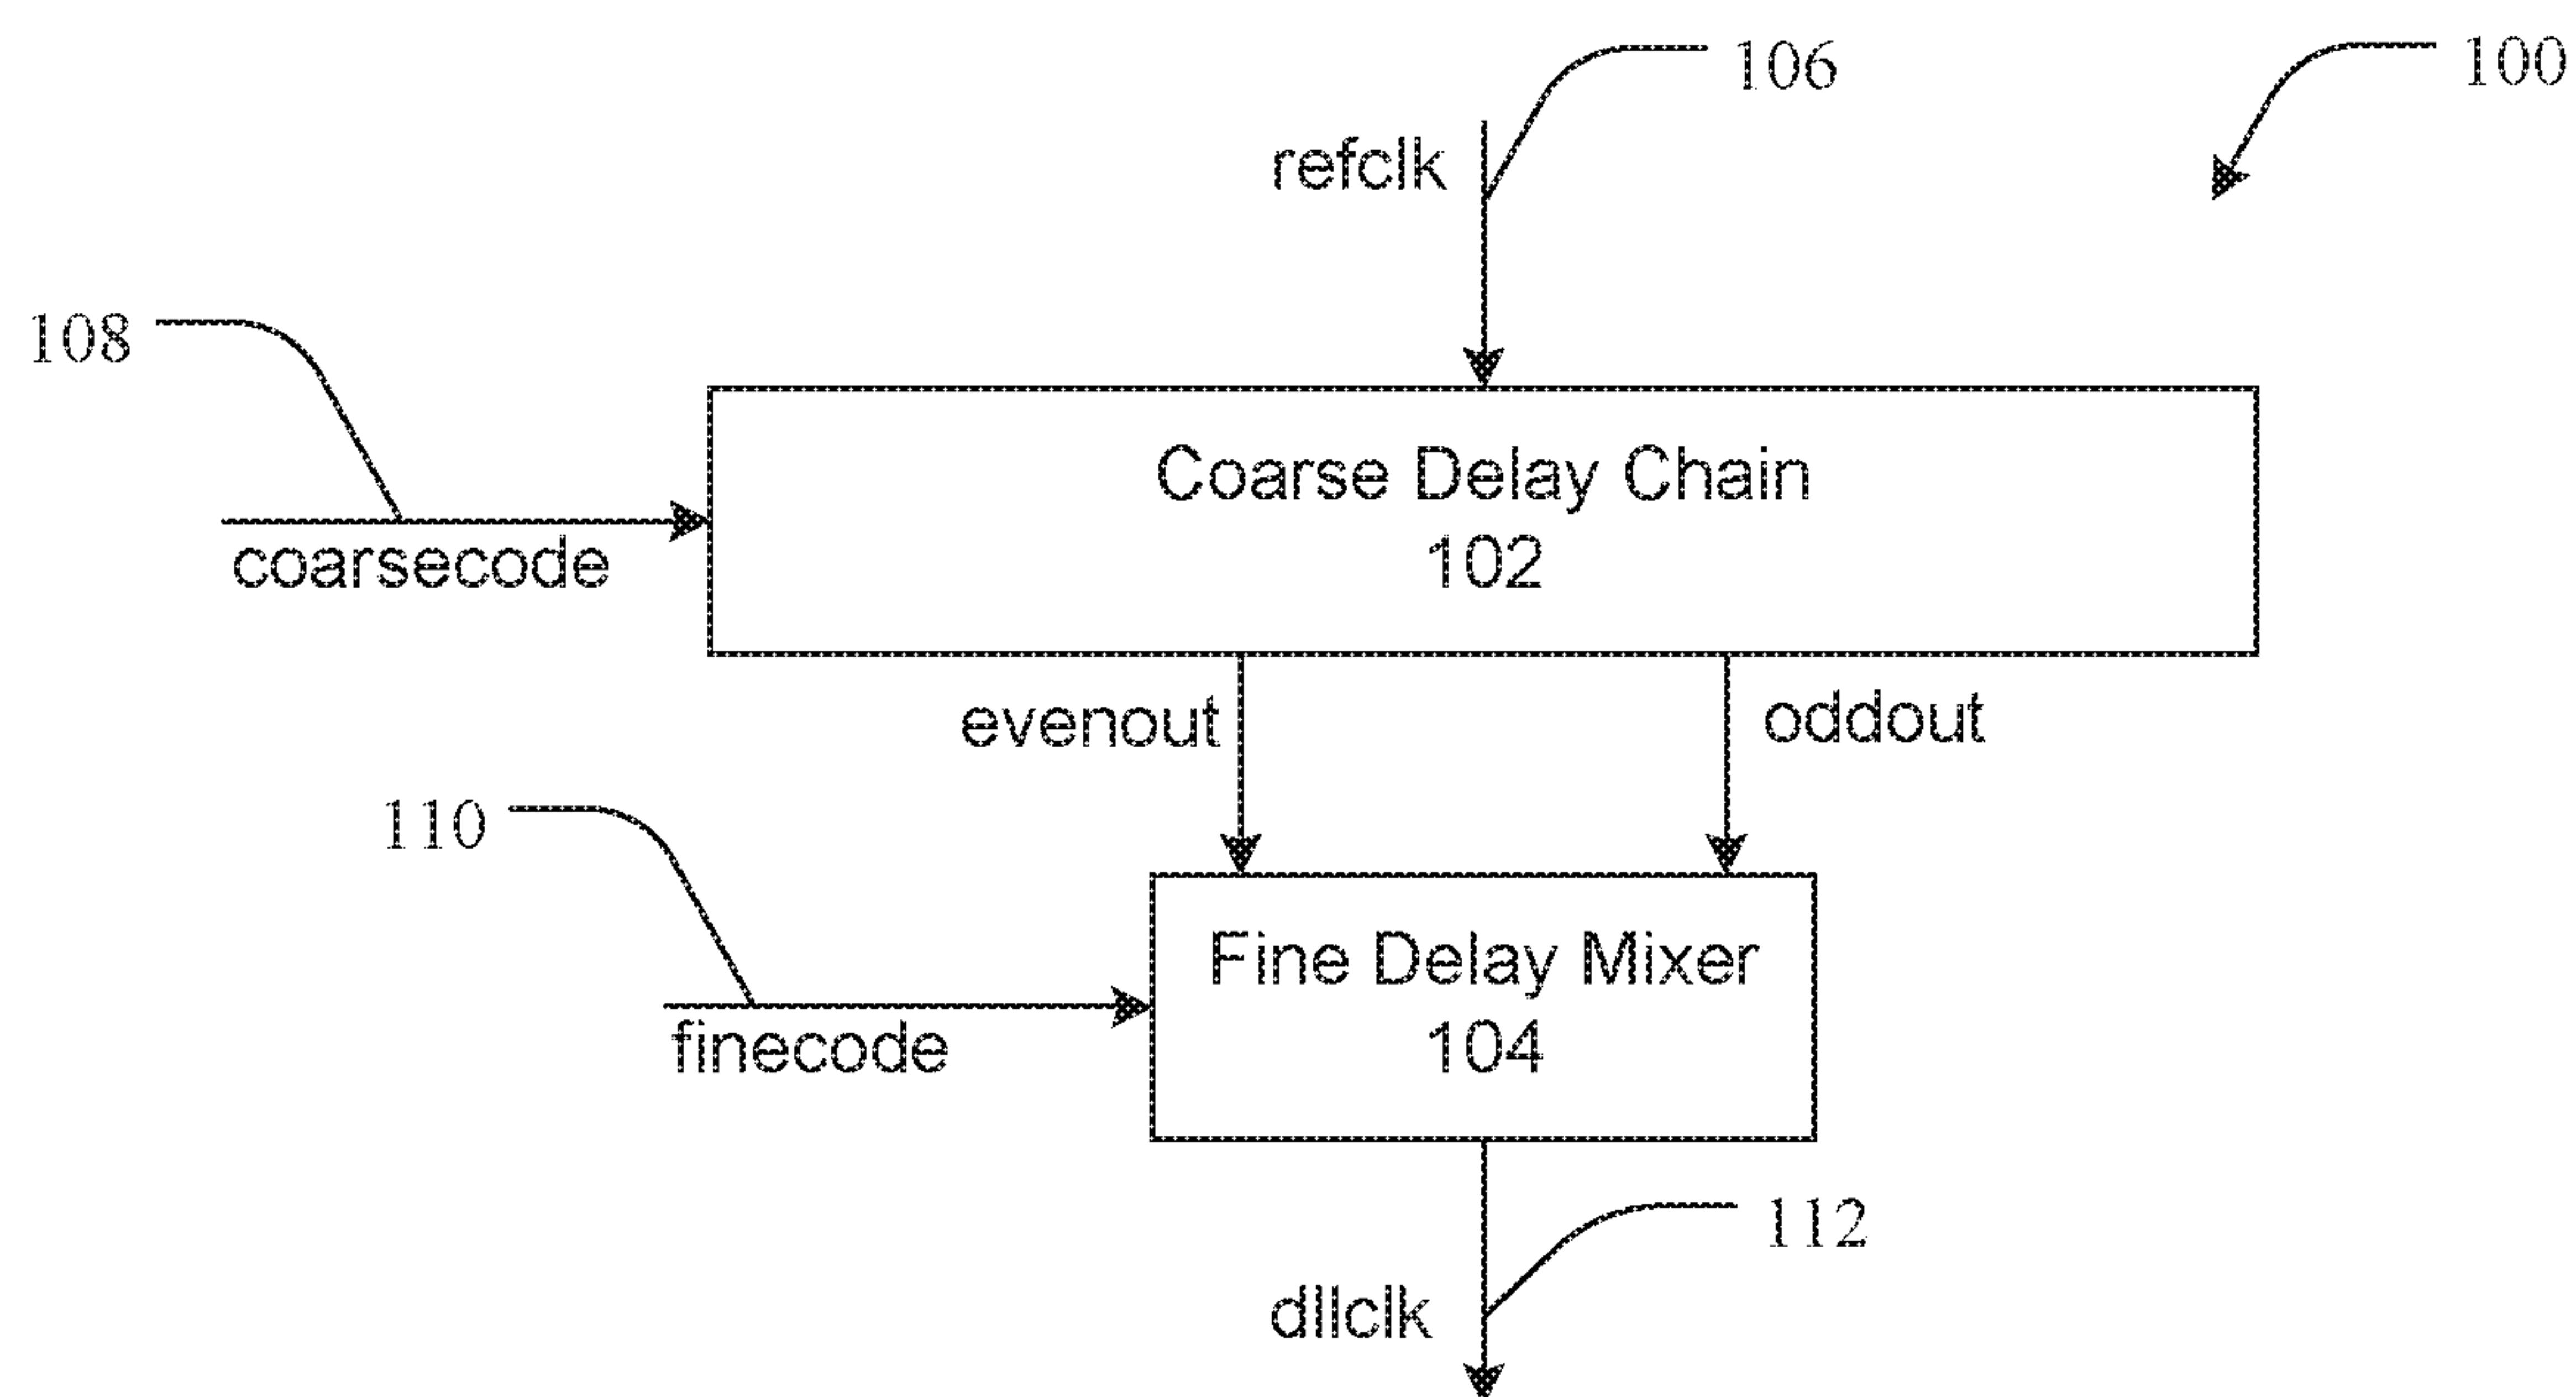 106
100
refclk
108
Coarse Delay Chain
102
coarsecode
evenout
oddout
110
Fine Delay Mixer
104
finecode
112
dllclk